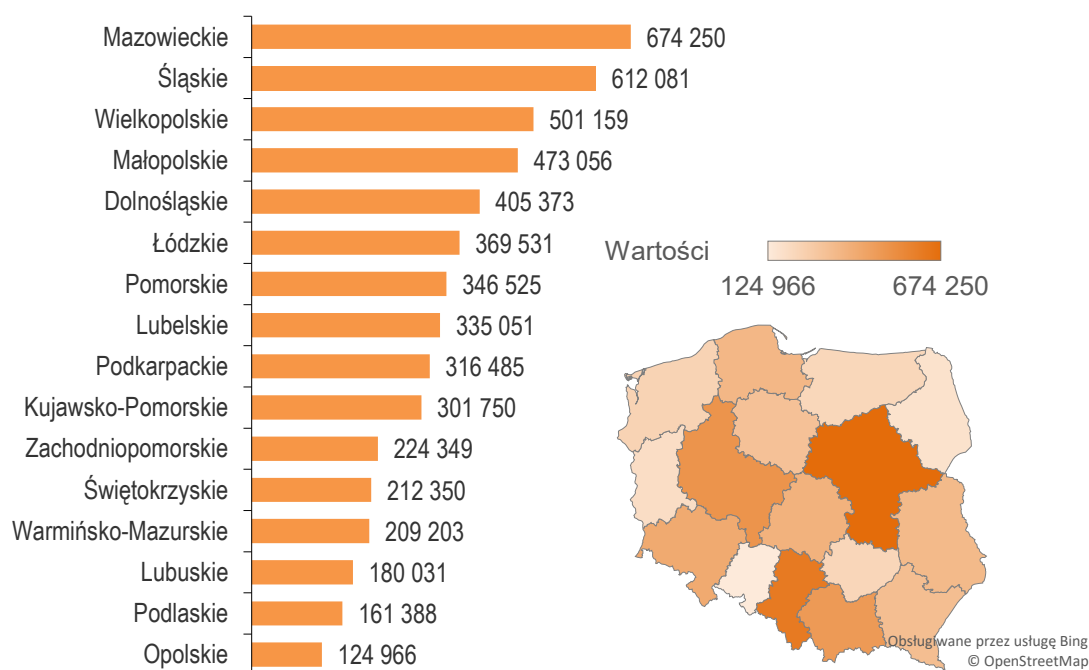 Mazowieckie 674 250
Śląskie 612 081
Wielkopolskie 501 159
Małopolskie 473 056
Dolnośląskie 405 373
Łódzkie 369 531
Pomorskie 346 525
Lubelskie 335 051
Podkarpackie 316 485
Kujawsko-Pomorskie 301 750
Zachodniopomorskie 224 349
Świętokrzyskie 212 350
Warmińsko-Mazurskie 209 203
Lubuskie 180 031
Podlaskie 161 388
Opolskie 124 966
Wartości
124 966 674 250
Obsługiwane przez usługę Bing
© OpenStreetMap